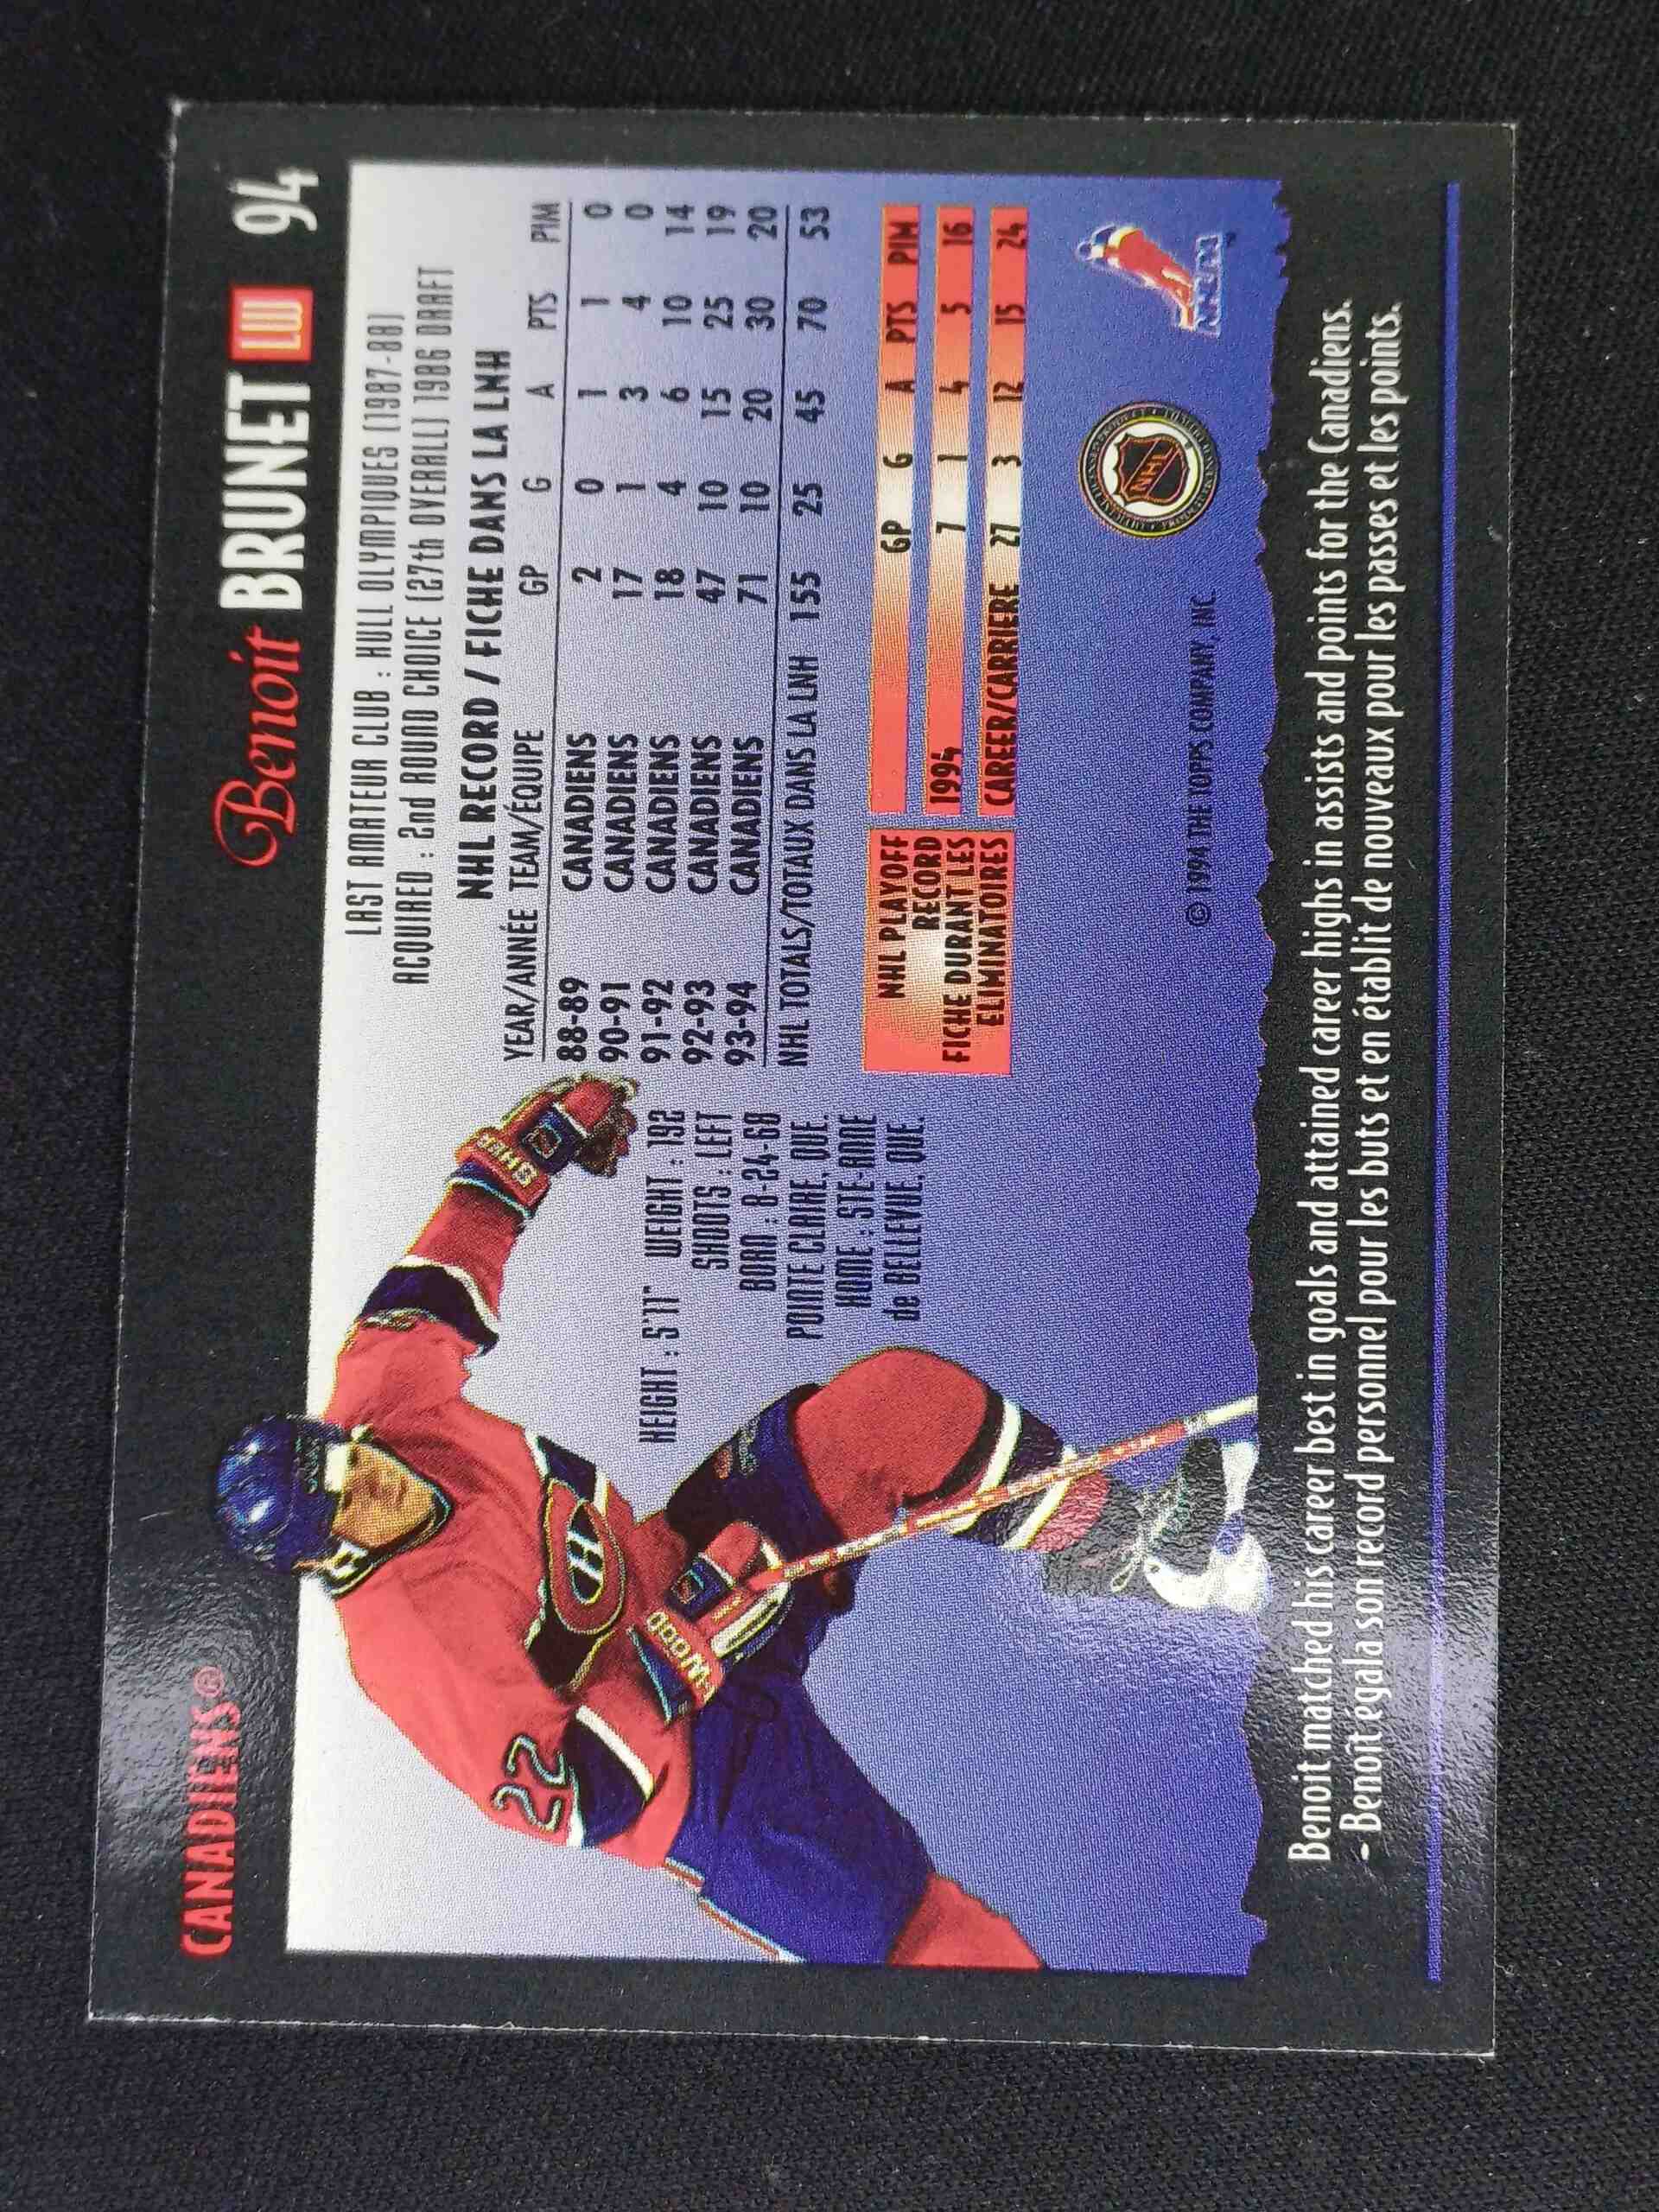 CANADIENS®
Benoit BRUNET LW 94
LAST AMATEUR CLUB : HULL OLYMPIQUES (1987-88)
ACQUIRED : 2nd ROUND CHOICE (27th OVERALL) 1986 DRAFT
NHL RECORD / FICHE DANS LA LNH
YEAR/ANNÉE TEAM/ÉQUIPE GP G A PTS PIM
88-89 CANADIENS 2 0 1 1 0
90-91 CANADIENS 17 1 3 4 0
91-92 CANADIENS 18 4 6 10 14
92-93 CANADIENS 47 10 15 25 19
93-94 CANADIENS 71 10 20 30 20
NHL TOTALS/TOTAUX DANS LA LNH 155 25 45 70 53
HEIGHT : 5'11" WEIGHT : 192
SHOOTS : LEFT
BORN : 8-24-68
POINTE CLAIRE, QUE.
HOME : STE-ANNE
de BELLEVUE, QUE.
NHL PLAYOFF
RECORD
FICHE DURANT LES
ELIMINATOIRES
GP G A PTS PIM
1994 7 1 4 5 16
CAREER/CARRIERE 27 3 12 15 24
22
NHL
© 1994 THE TOPPS COMPANY, INC.
Benoit matched his career best in goals and attained career highs in assists and points for the Canadiens.
- Benoit égala son record personnel pour les buts et en établit de nouveaux pour les passes et les points.